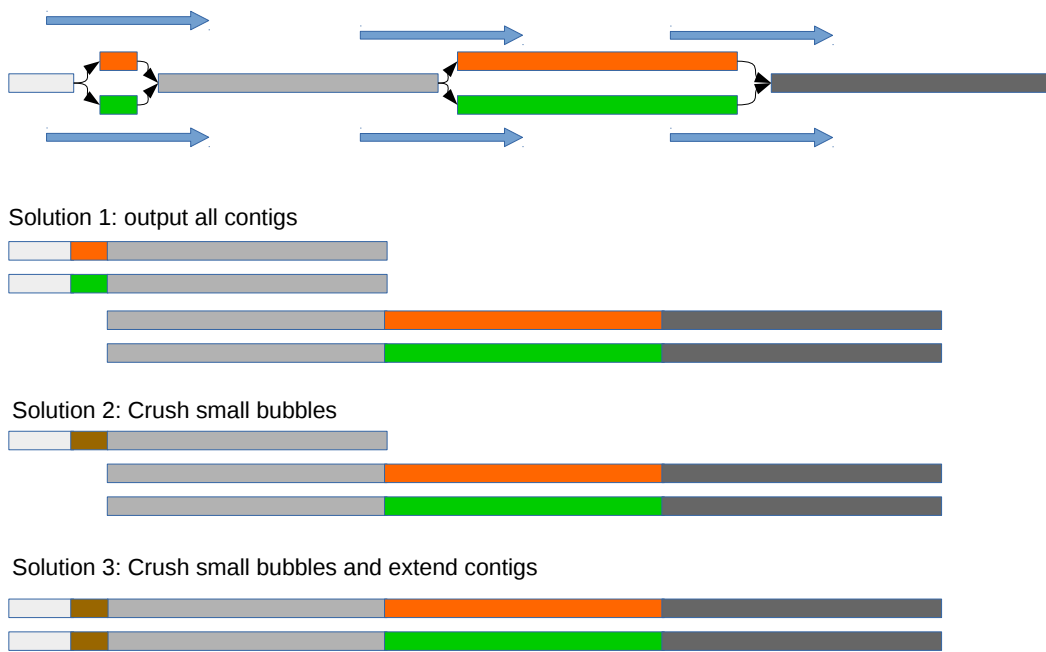 Solution 1: output all contigs
Solution 2: Crush small bubbles
Solution 3: Crush small bubbles and extend contigs